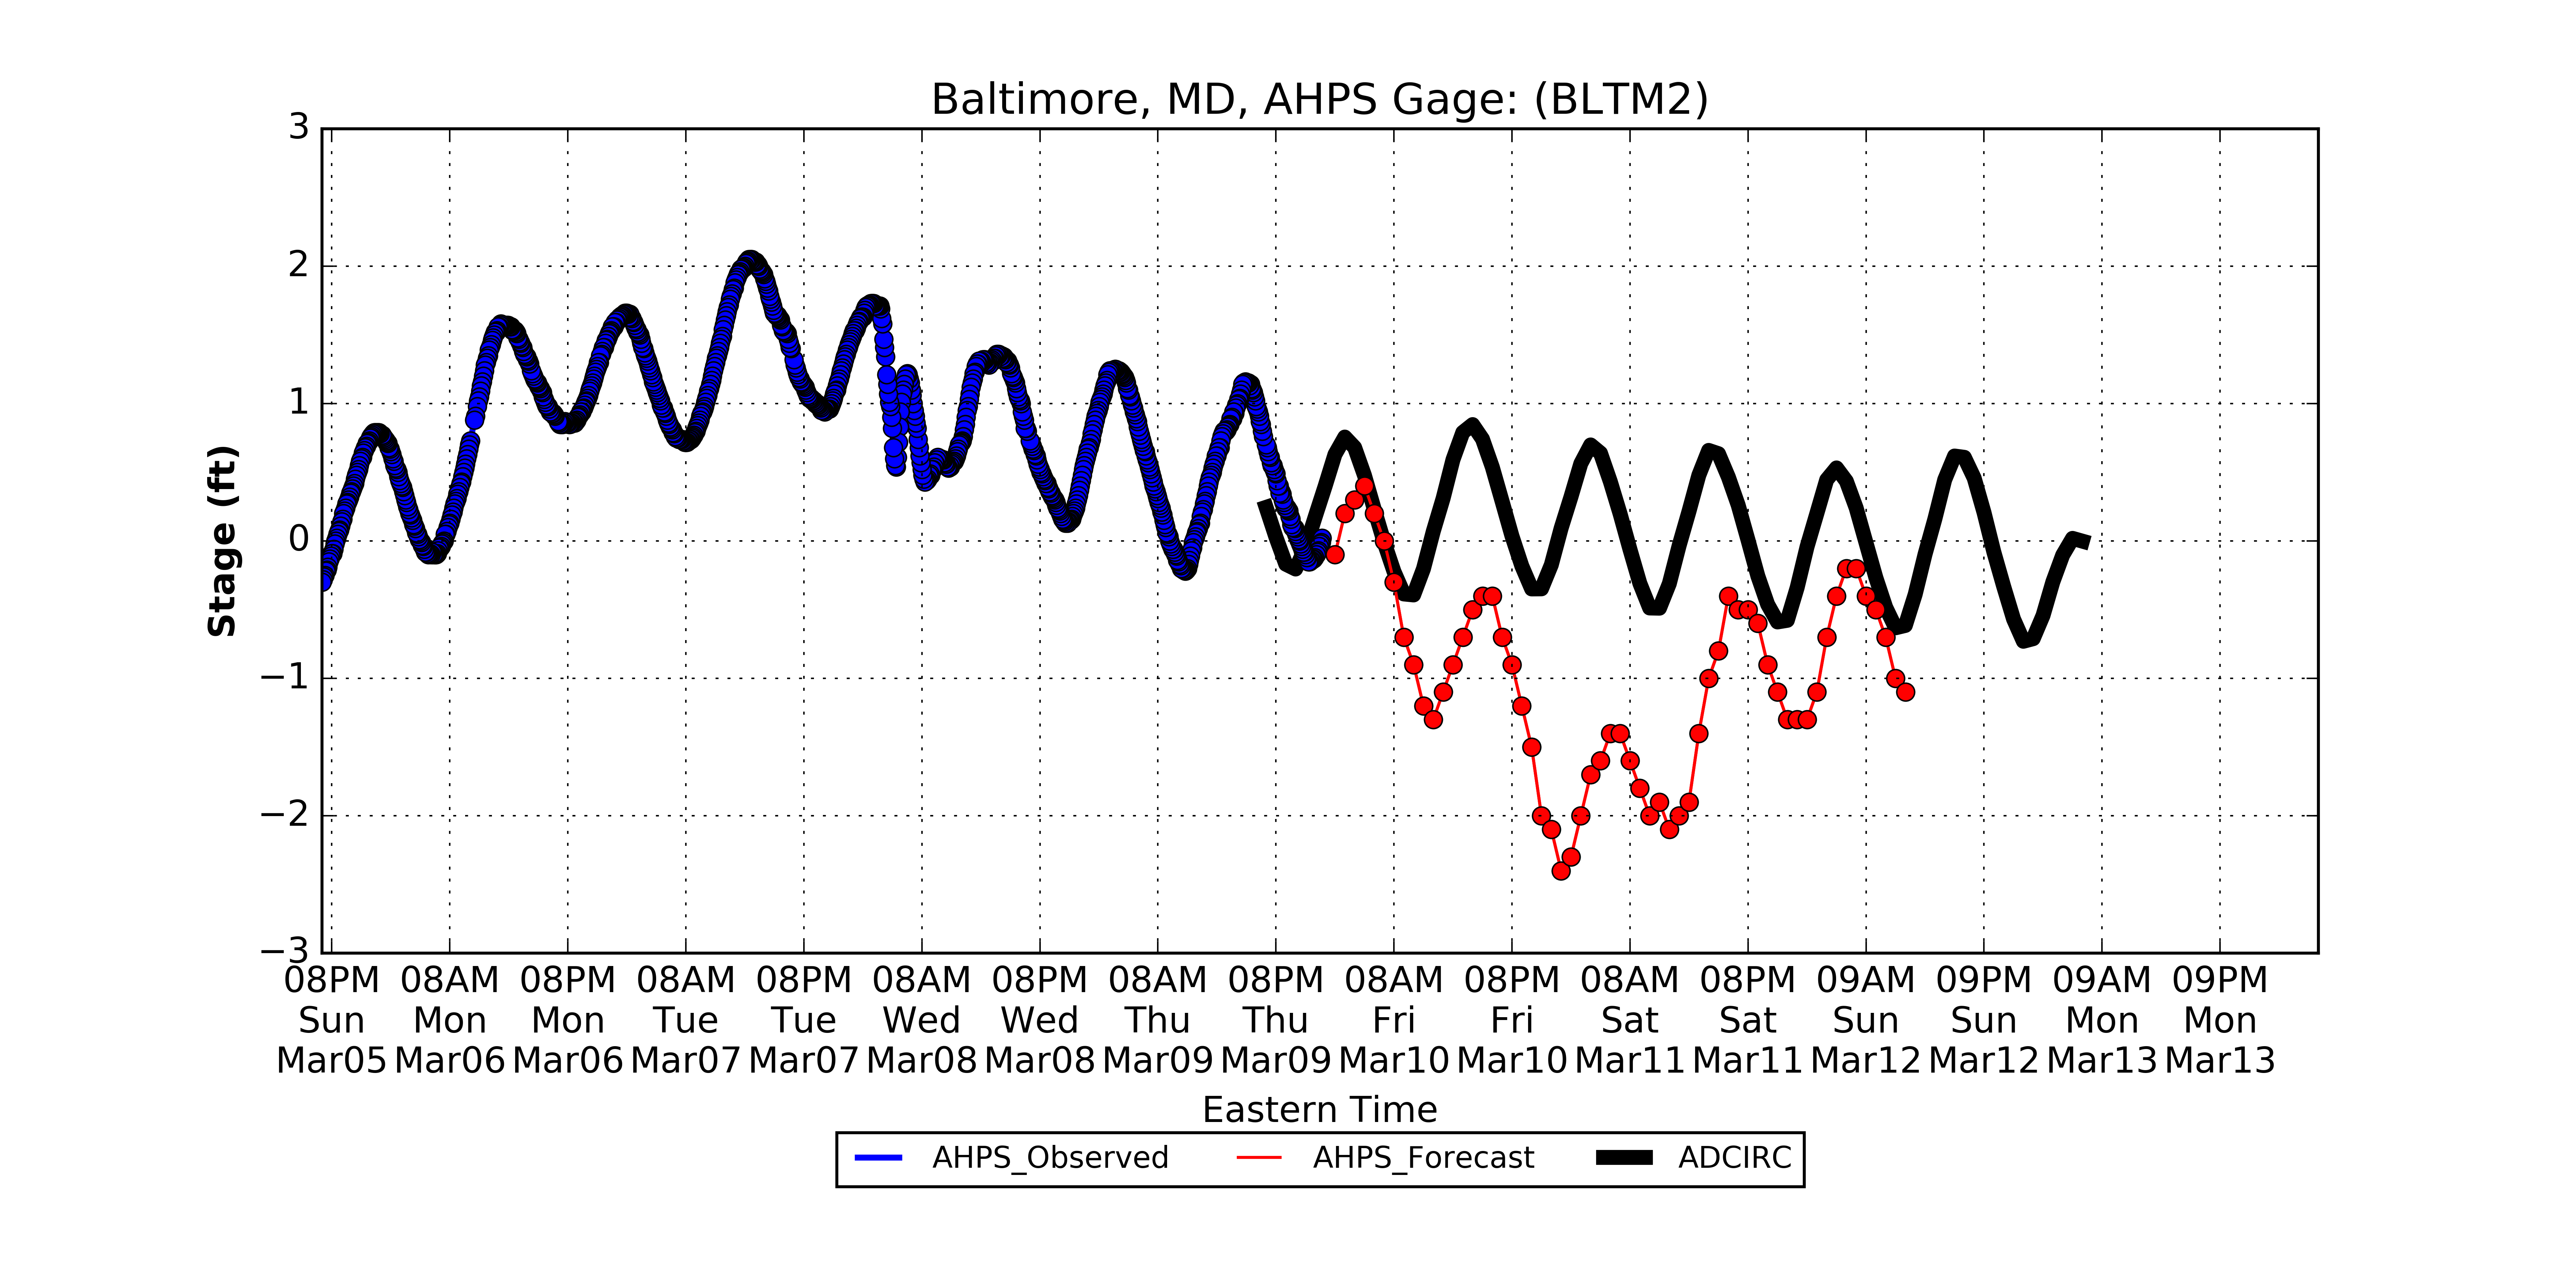 Baltimore, MD, AHPS Gage: (BLTM2)
3
2
1
0
−1
−2
−3
Stage (ft)
08PM 08AM 08PM 08AM 08PM 08AM 08PM 08AM 08PM 08AM 08PM 08AM 08PM 09AM 09PM 09AM 09PM
Sun Mon Mon Tue Tue Wed Wed Thu Thu Fri Fri Sat Sat Sun Sun Mon Mon
Mar05 Mar06 Mar06 Mar07 Mar07 Mar08 Mar08 Mar09 Mar09 Mar10 Mar10 Mar11 Mar11 Mar12 Mar12 Mar13 Mar13
Eastern Time
AHPS_Observed AHPS_Forecast ADCIRC